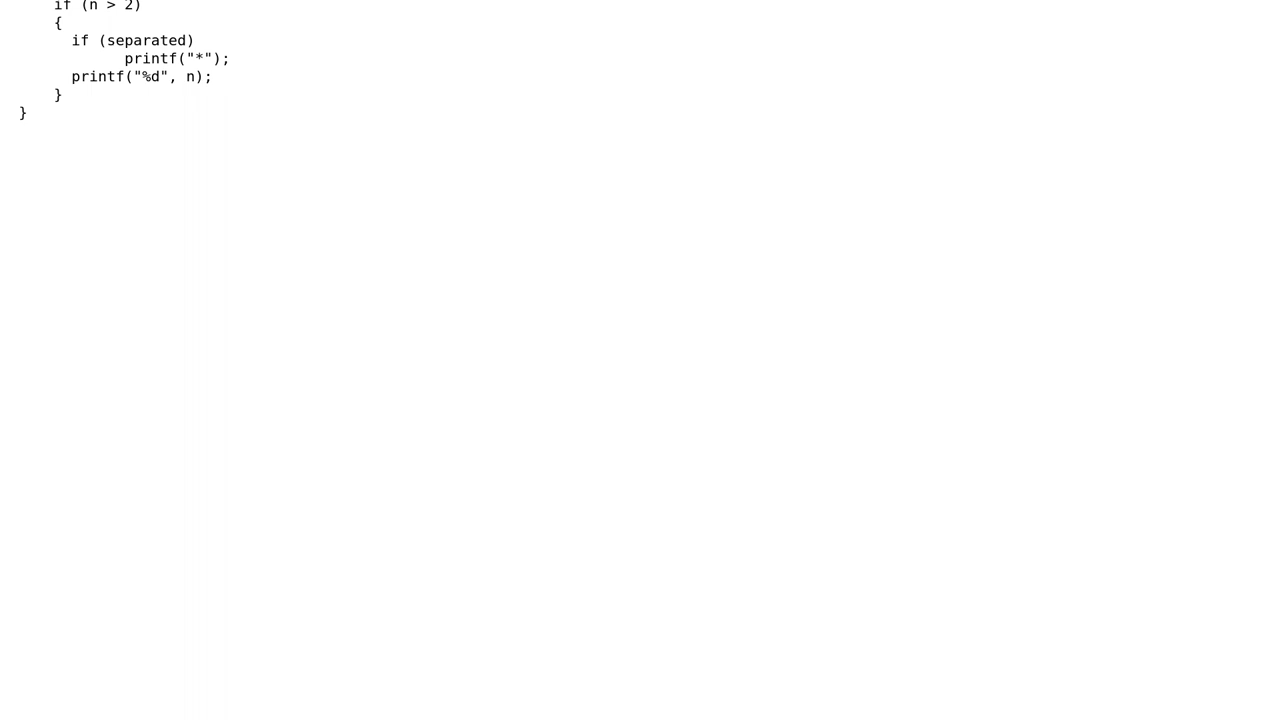 if (n > 2)
    {
      if (separated)
            printf("*");
      printf("%d", n);
    }
}